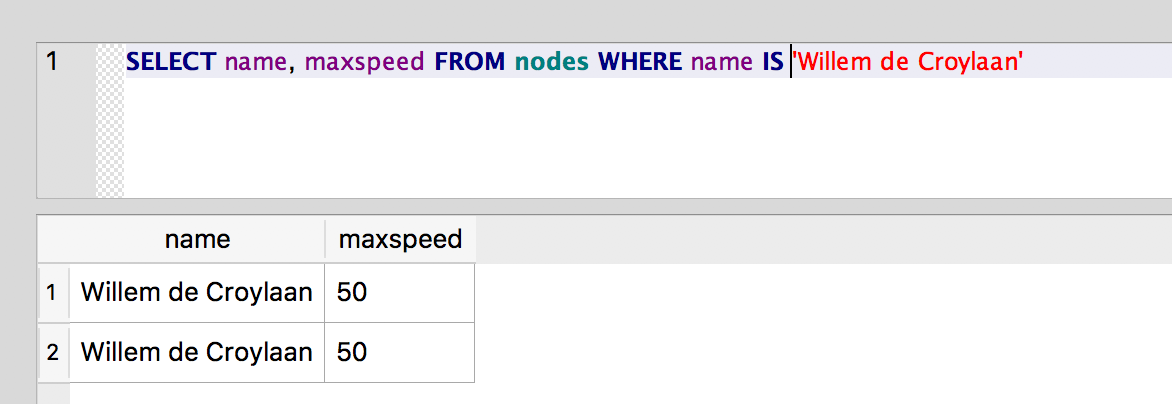 1 SELECT name, maxspeed FROM nodes WHERE name IS 'Willem de Croylaan'
name maxspeed
1 Willem de Croylaan 50
2 Willem de Croylaan 50